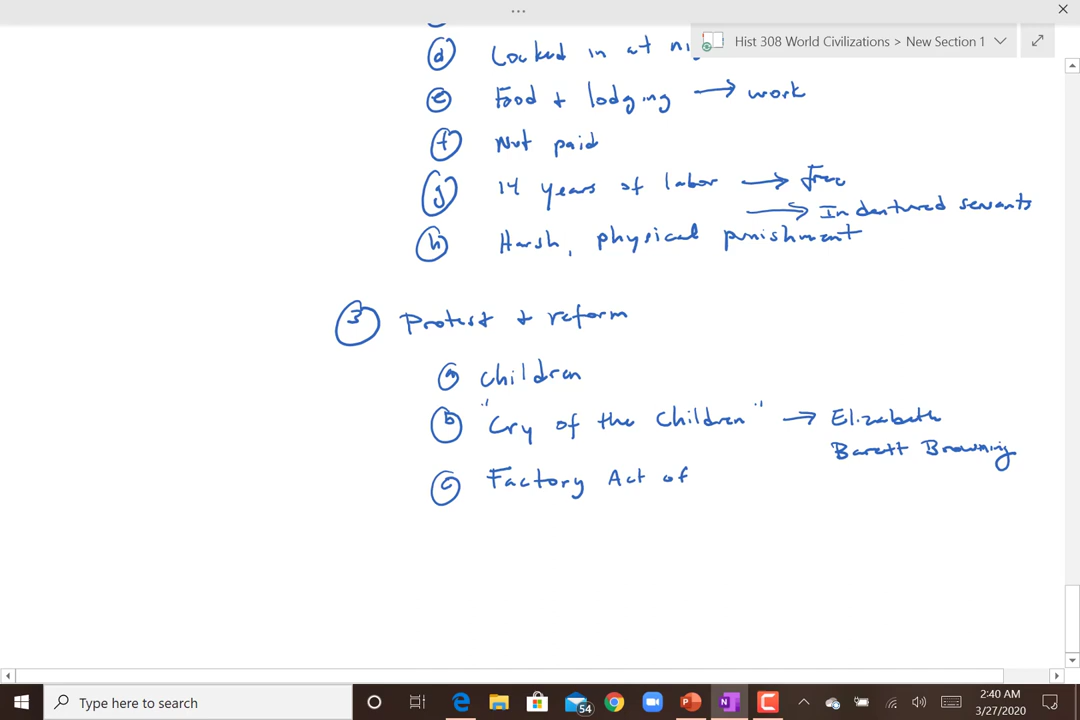 ...
Hist 308 World Civilizations > New Section 1
d Locked in at
e Food + lodging → work
f Not paid
g 14 years of labor → free
→ Indentured servants
h Harsh, physical punishment
3 Protest + reform
a children
b "Cry of the Children" → Elizabeth
Barett Browning
c Factory Act of
Type here to search
54
2:40 AM
3/27/2020